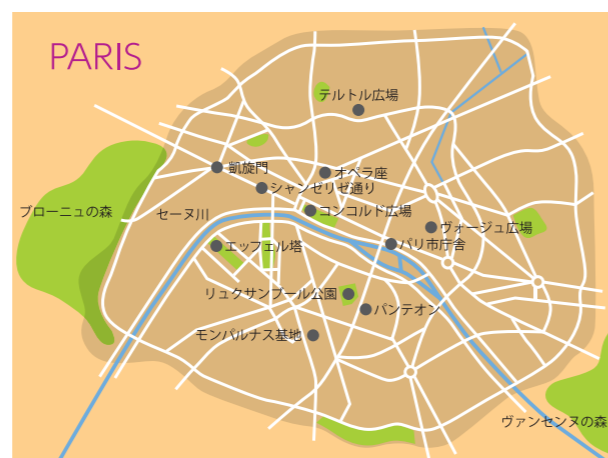 PARIS
テルトル広場
凱旋門
オペラ座
シャンゼリゼ通り
ブローニュの森
セーヌ川
コンコルド広場
ヴォージュ広場
エッフェル塔
パリ市庁舎
リュクサンブール公園
パンテオン
モンパルナス基地
ヴァンセンヌの森